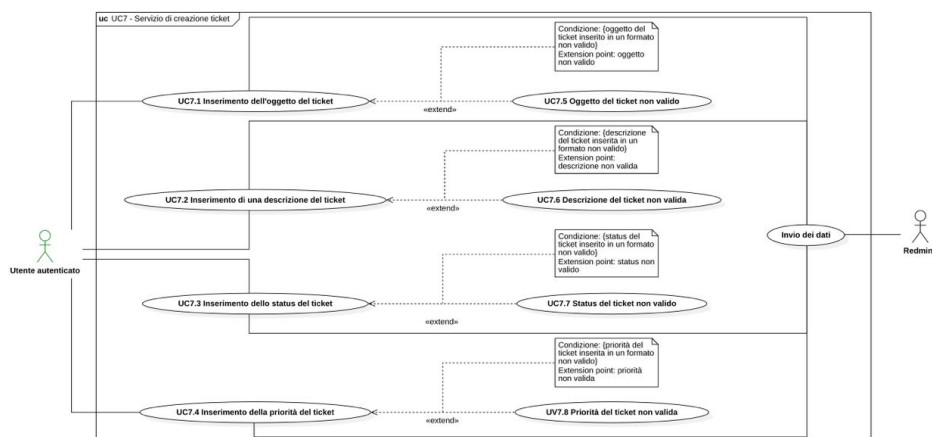 uc UC7 - Servizio di creazione ticket
Condizione: {oggetto del
ticket inserito in un formato
non valido}
Extension point: oggetto
non valido
UC7.1 Inserimento dell'oggetto del ticket
«extend»
UC7.5 Oggetto del ticket non valido
Condizione: {descrizione
del ticket inserita in un
formato non valido}
Extension point:
descrizione non valida
UC7.2 Inserimento di una descrizione del ticket
«extend»
UC7.6 Descrizione del ticket non valida
Invio dei dati
Redmin
Utente autenticato
Condizione: {status del
ticket inserito in un formato
non valido}
Extension point: status non
valido
UC7.3 Inserimento dello status del ticket
«extend»
UC7.7 Status del ticket non valido
Condizione: {priorità del
ticket inserita in un formato
non valido}
Extension point: priorità
non valida
UC7.4 Inserimento della priorità del ticket
«extend»
UV7.8 Priorità del ticket non valida